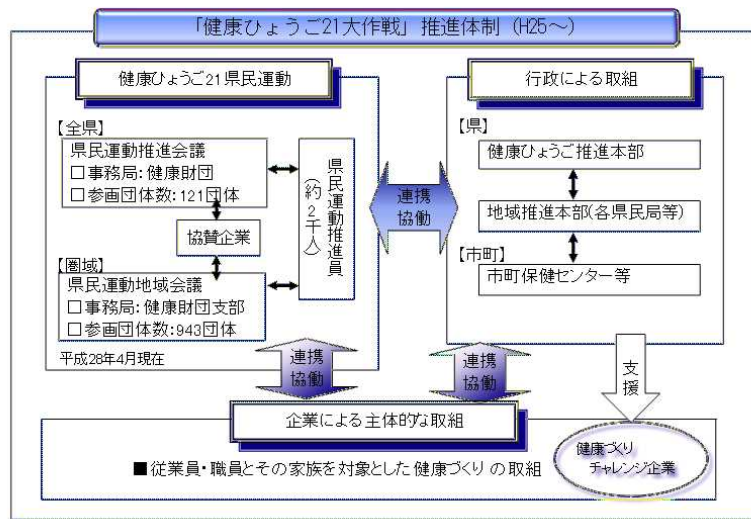 「健康ひょうご21大作戦」推進体制(H25～)
健康ひょうご21県民運動
【全県】
県民運動推進会議
□事務局:健康財団
□参画団体数:121団体
協賛企業
【圏域】
県民運動地域会議
□事務局:健康財団支部
□参画団体数:943団体
平成28年4月現在
県民運動推進員
(約2千人)
連携
協働
行政による取組
【県】
健康ひょうご推進本部
地域推進本部(各県民局等)
【市町】
市町保健センター等
連携
協働
連携
協働
支援
企業による主体的な取組
■従業員・職員とその家族を対象とした健康づくりの取組
健康づくり
チャレンジ企業